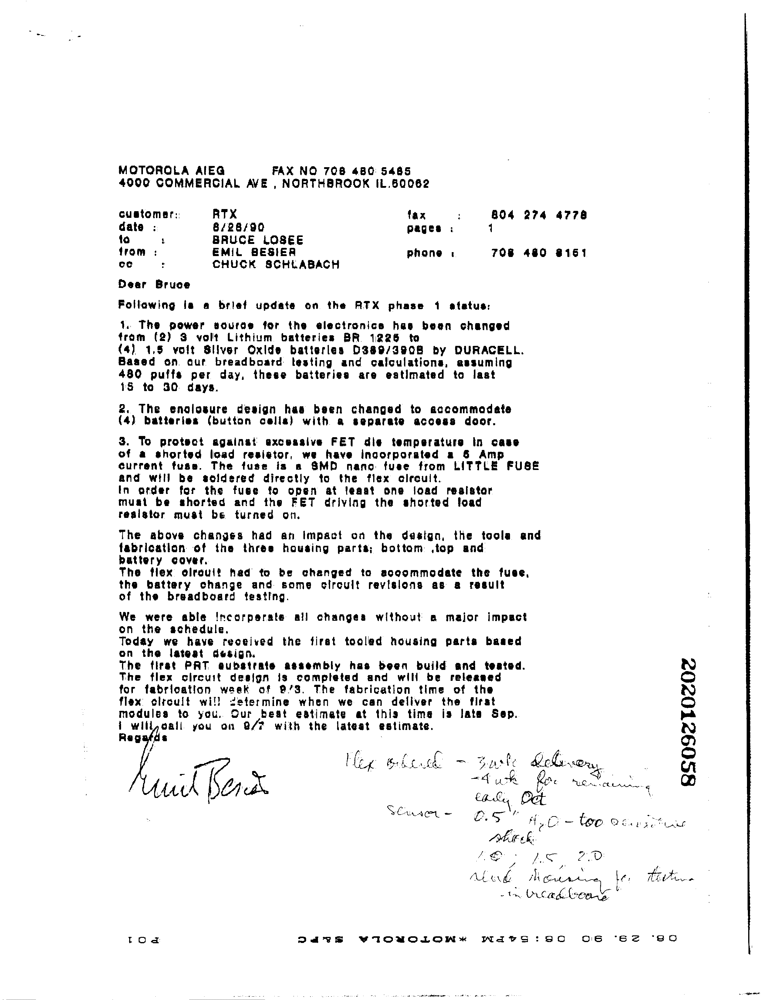 MOTOROLA AIEG FAX NO 708 480 5485
4000 COMMERCIAL AVE , NORTHBROOK IL.60062
customer: RTX fax : 804 274 4778
date : 8/28/90 pages : 1
to : BRUCE LOSEE
from : EMIL BESIER phone : 708 480 8161
cc : CHUCK SCHLABACH
Dear Bruce
Following is a brief update on the RTX phase 1 status:
1. The power source for the electronics has been changed
from (2) 3 volt Lithium batteries BR 1225 to
(4) 1.5 volt Silver Oxide batteries D389/390B by DURACELL.
Based on our breadboard testing and calculations, assuming
480 puffs per day, these batteries are estimated to last
15 to 30 days.
2. The enclosure design has been changed to accommodate
(4) batteries (button cells) with a separate access door.
3. To protect against excessive FET die temperature in case
of a shorted load resistor, we have incorporated a 5 Amp
current fuse. The fuse is a SMD nano fuse from LITTLE FUSE
and will be soldered directly to the flex circuit.
In order for the fuse to open at least one load resistor
must be shorted and the FET driving the shorted load
resistor must be turned on.
The above changes had an impact on the design, the tools and
fabrication of the three housing parts; bottom ,top and
battery cover.
The flex circuit had to be changed to accommodate the fuse,
the battery change and some circuit revisions as a result
of the breadboard testing.
We were able incorporate all changes without a major impact
on the schedule.
Today we have received the first tooled housing parts based
on the latest design.
The first PRT substrate assembly has been build and tested.
The flex circuit design is completed and will be released
for fabrication week of 9/3. The fabrication time of the
flex circuit will determine when we can deliver the first
modules to you. Our best estimate at this time is late Sep.
I will call you on 9/7 with the latest estimate.
Regards
Emil Besier
flex ordered - 3 wk delivery
- 4 wk for remaining
early Oct
sensor - 0.5" H2O - too sensitive
shock
1.0 ; 1.5, 2.0
send housing for testing
- in breadboard
2020126058
08. 29. 90 06:54PM *MOTOROLA S&FC P01